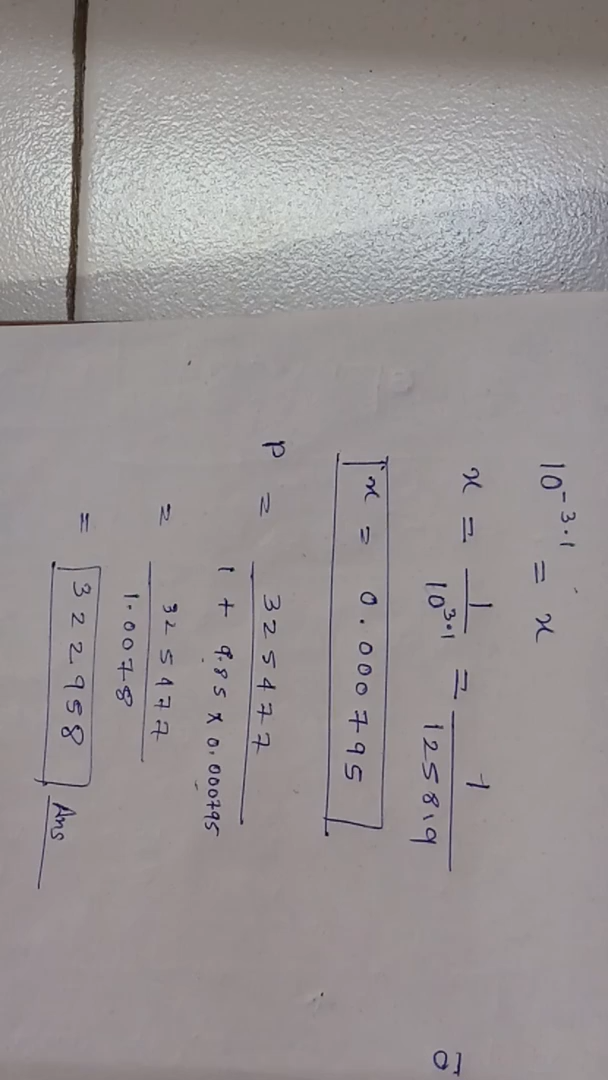 10^-3.1 = x
x = 1/10^3.1 = 1/1258.9
x = 0.000795
P = 325477/1 + 9.85 x 0.000795
= 325477/1.0078
= 322958 Ans